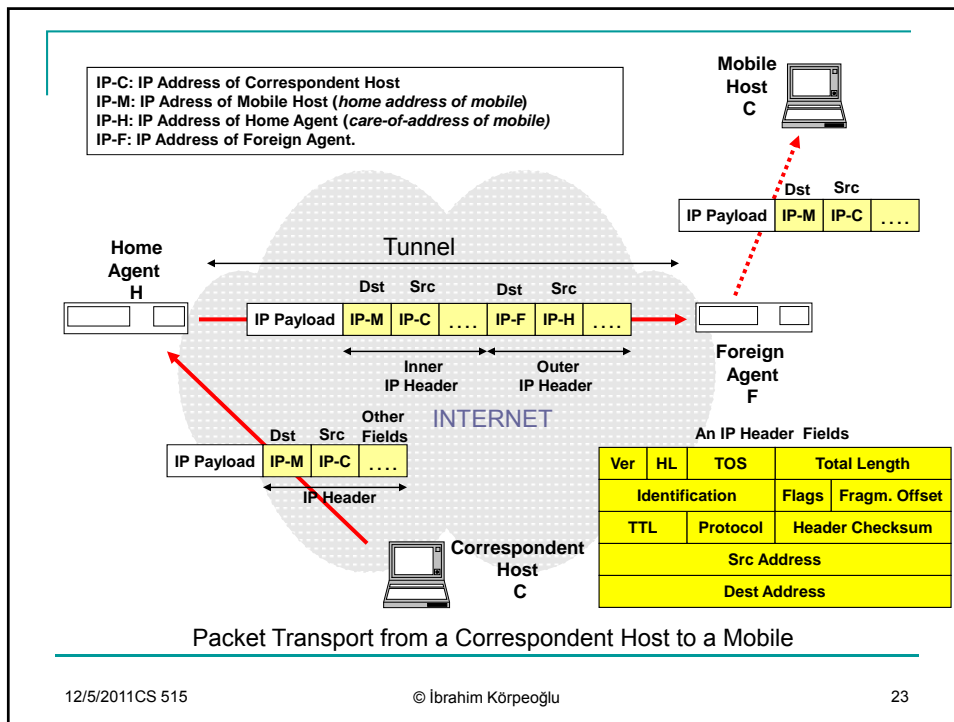 IP-C: IP Address of Correspondent Host
IP-M: IP Adress of Mobile Host (home address of mobile)
IP-H: IP Address of Home Agent (care-of-address of mobile)
IP-F: IP Address of Foreign Agent.
Mobile
Host
C
Dst Src
IP Payload IP-M IP-C ....
Home
Agent
H
Tunnel
Dst Src Dst Src
IP Payload IP-M IP-C .... IP-F IP-H ....
Inner
IP Header
Outer
IP Header
Foreign
Agent
F
INTERNET
Dst Src Other
Fields
IP Payload IP-M IP-C ....
IP Header
Correspondent
Host
C
An IP Header Fields
Ver HL TOS Total Length
Identification Flags Fragm. Offset
TTL Protocol Header Checksum
Src Address
Dest Address
Packet Transport from a Correspondent Host to a Mobile
12/5/2011CS 515 © İbrahim Körpeoğlu 23